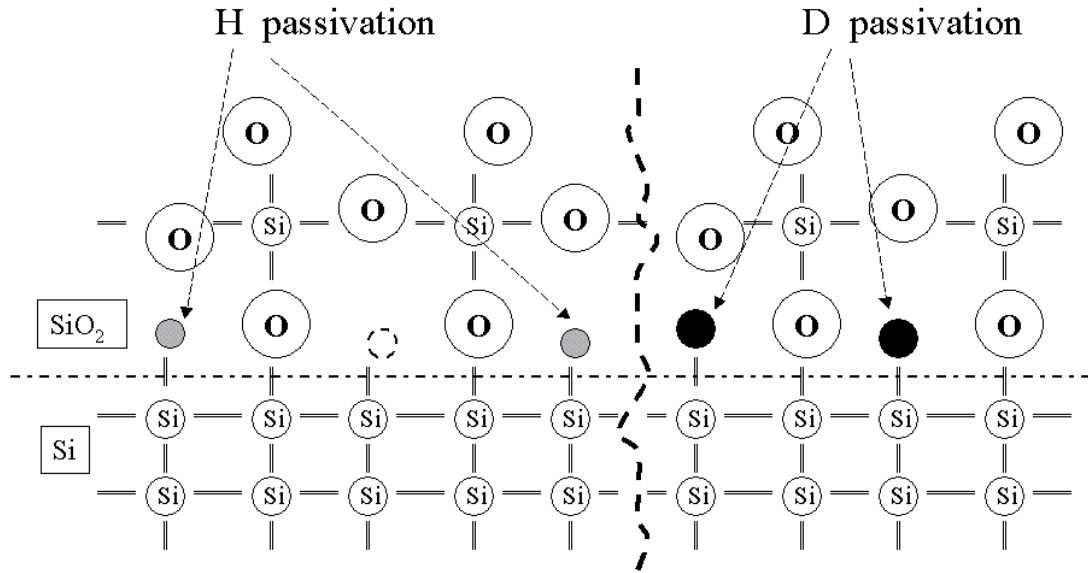 H passivation D passivation
O O O O
O O
O O O
Si Si Si Si
SiO₂
O O O O
Si Si Si Si Si Si Si Si Si
Si
Si Si Si Si Si Si Si Si Si